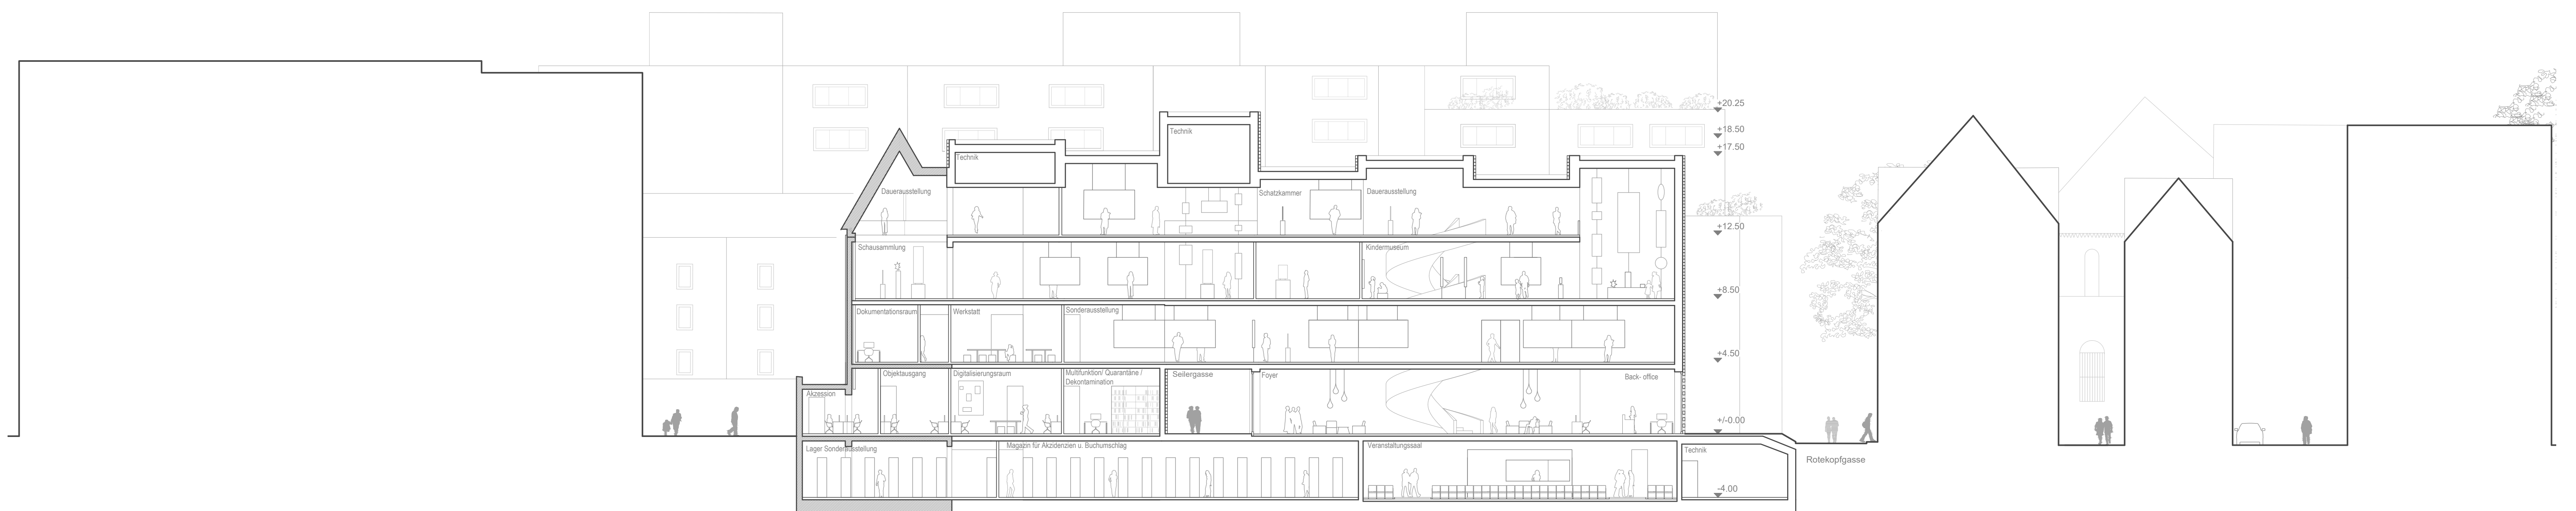 +20.25
+18.50
+17.50
Technik
Technik
Dauerausstellung
Schatzkammer
Dauerausstellung
+12.50
Schausammlung
Kindermuseum
+8.50
Dokumentationsraum
Werkstatt
Sonderausstellung
+4.50
Akzession
Objektausgang
Digitalisierungsraum
Multifunktion/ Quarantäne /
Dekontamination
Seilergasse
Foyer
Back- office
+/-0.00
Lager Sonderausstellung
Magazin für Akzidenzien u. Buchumschlag
Veranstaltungssaal
Technik
-4.00
Rotekopfgasse